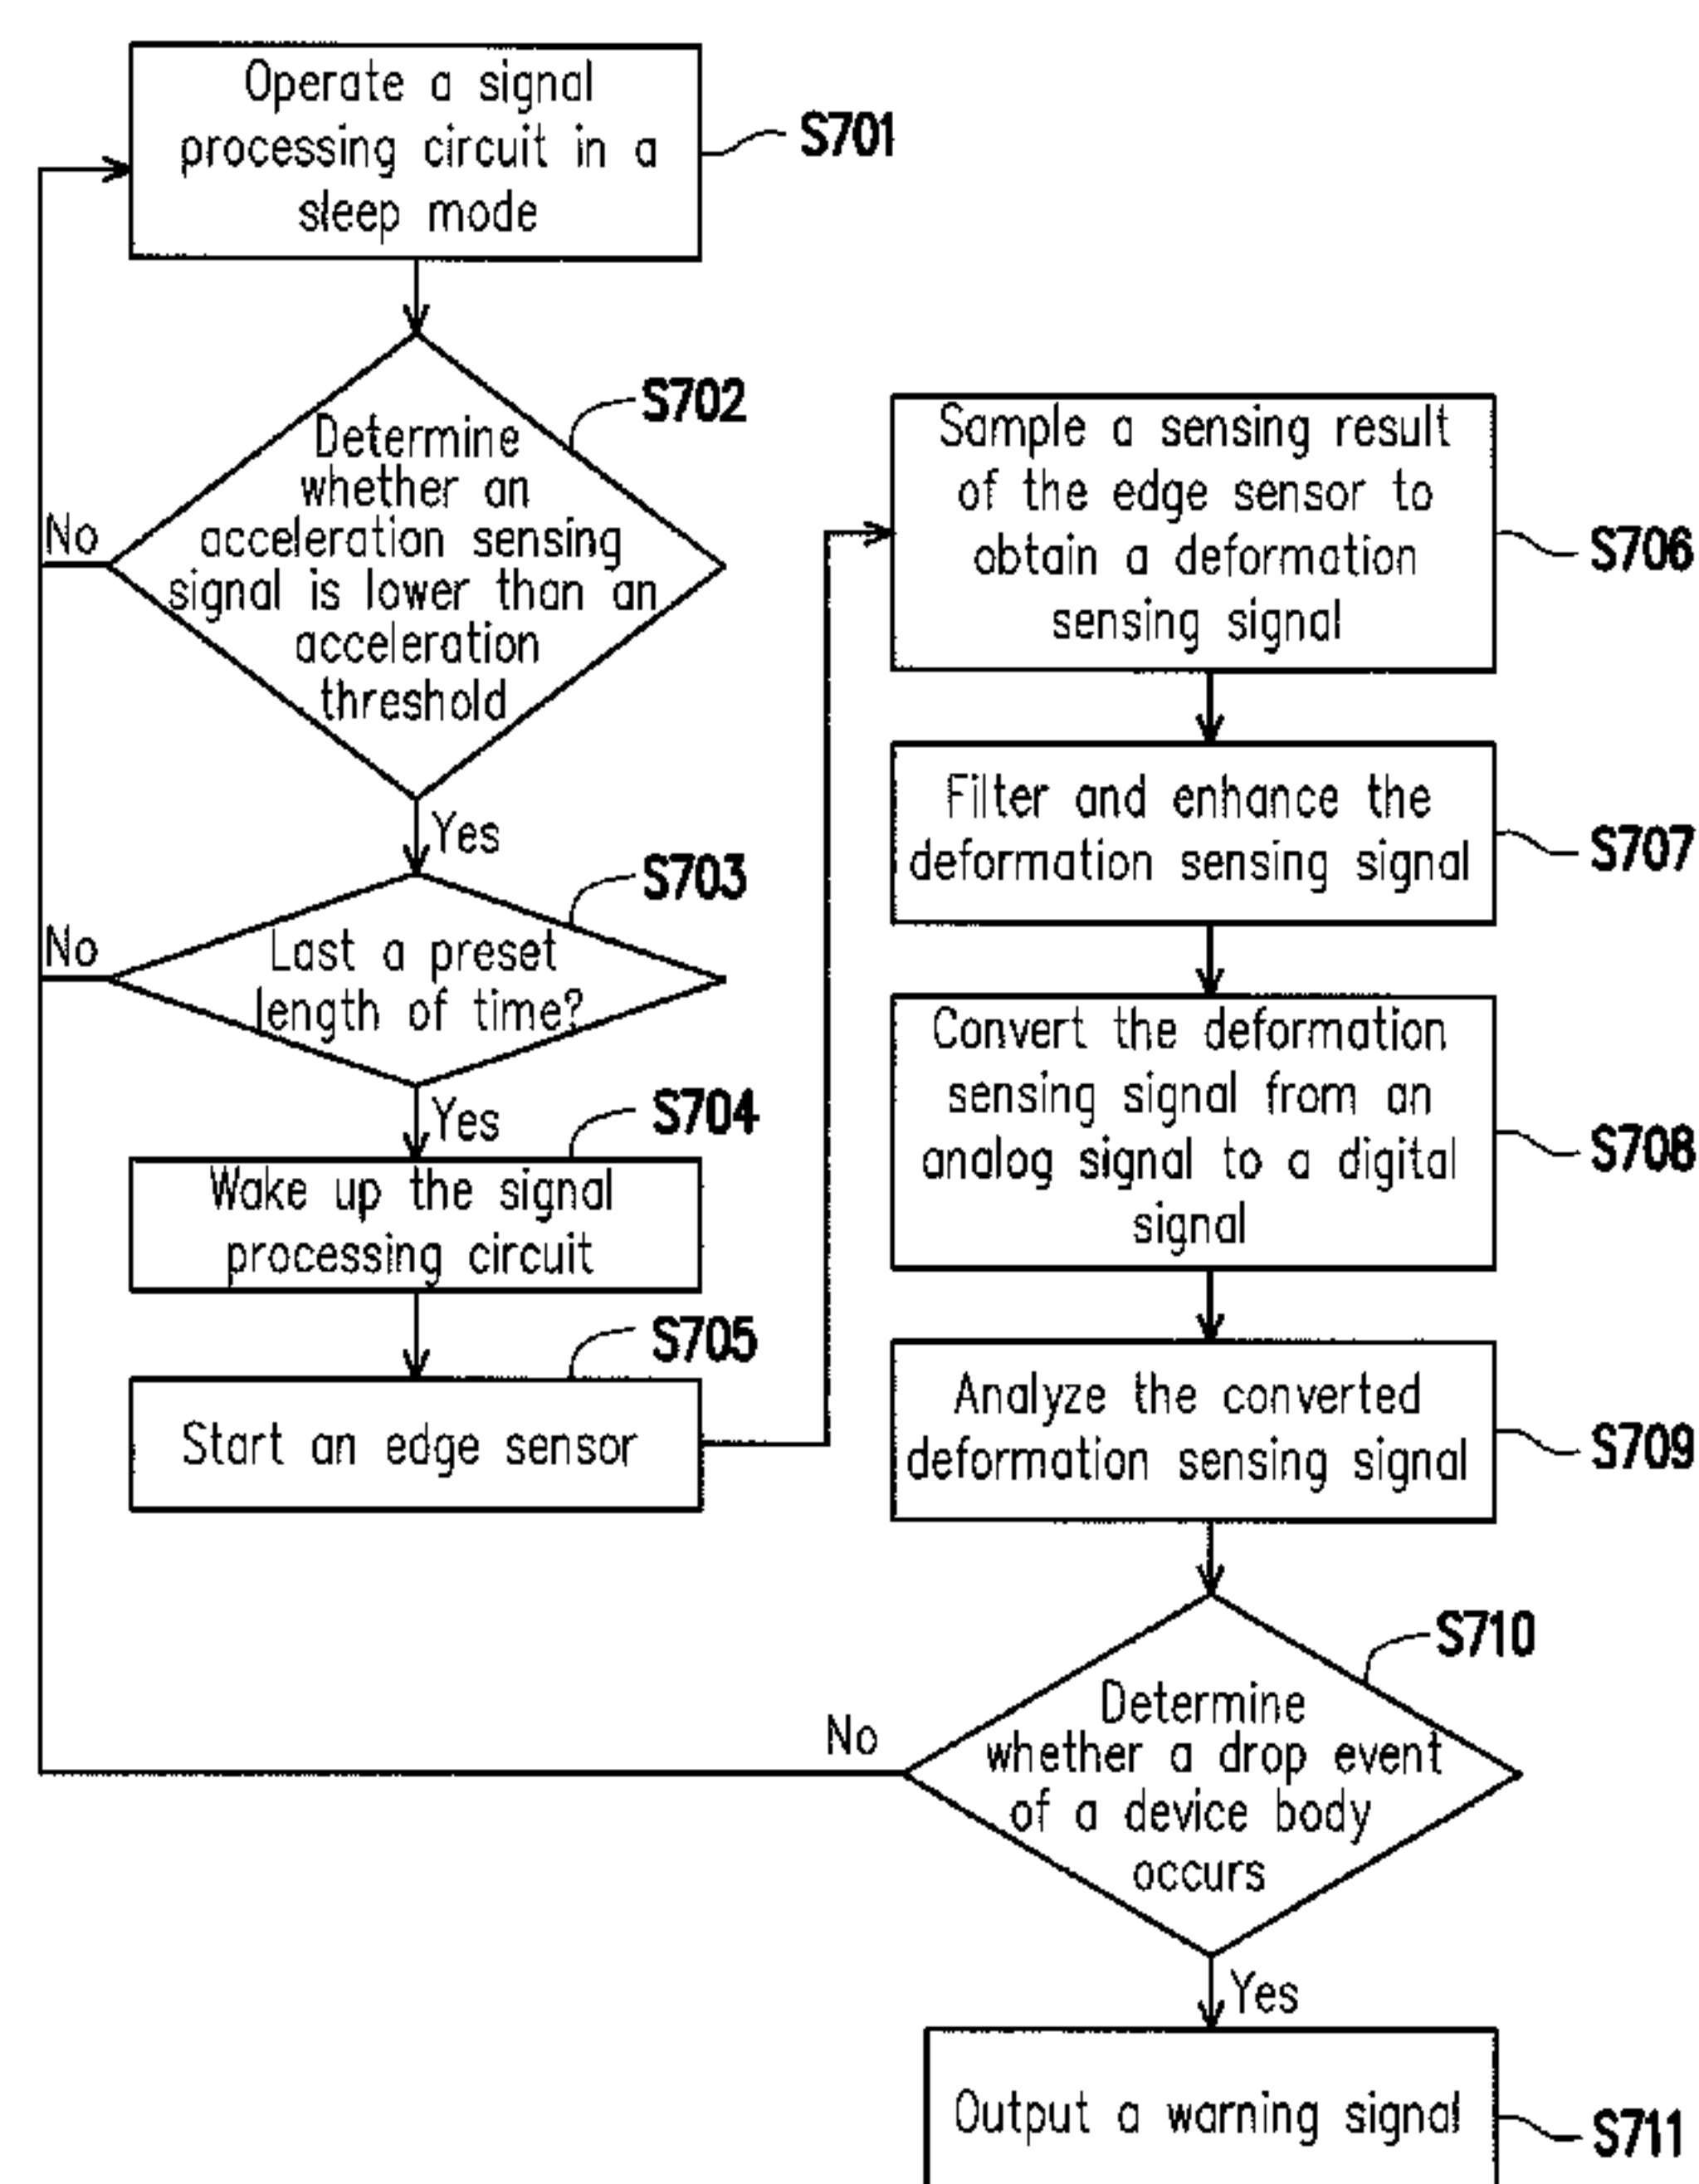 Operate a signal
processing circuit in a
sleep mode
S701
Determine
whether an
acceleration sensing
signal is lower than an
acceleration
threshold
S702
No
Yes
Last a preset
length of time?
S703
No
Yes
Wake up the signal
processing circuit
S704
Start an edge sensor
S705
Sample a sensing result
of the edge sensor to
obtain a deformation
sensing signal
S706
Filter and enhance the
deformation sensing signal
S707
Convert the deformation
sensing signal from an
analog signal to a digital
signal
S708
Analyze the converted
deformation sensing signal
S709
Determine
whether a drop event
of a device body
occurs
S710
No
Yes
Output a warning signal
S711